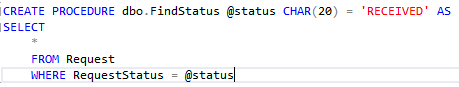 CREATE PROCEDURE dbo.FindStatus @status CHAR(20) = 'RECEIVED' AS
SELECT
*
FROM Request
WHERE RequestStatus = @status